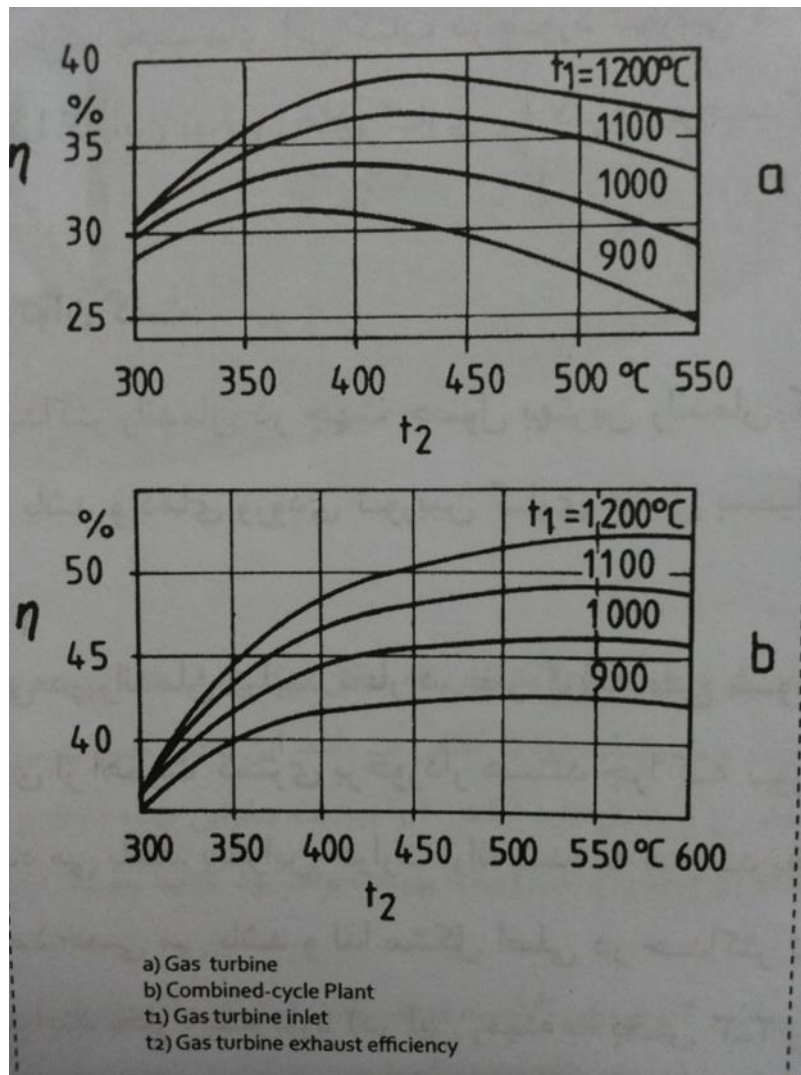 40
%
η
35
30
25
t1=1200°C
1100
1000
900
a
300 350 400 450 500 °C 550
t2
%
η
50
45
40
t1=1200°C
1100
1000
900
b
300 350 400 450 500 550 °C 600
t2
a) Gas turbine
b) Combined-cycle Plant
t1) Gas turbine inlet
t2) Gas turbine exhaust efficiency